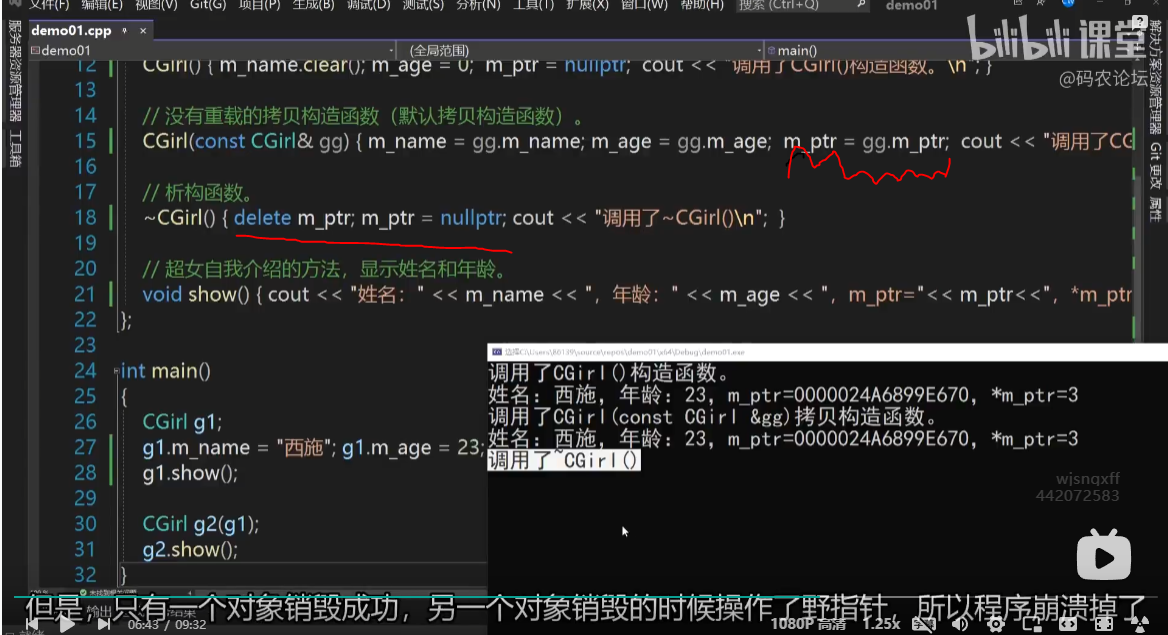 文件(F) 编辑(E) 视图(V) Git(G) 项目(P) 生成(B) 调试(D) 测试(S) 分析(N) 工具(T) 扩展(X) 窗口(W) 帮助(H) 搜索 (Ctrl+Q) demo01
demo01.cpp
demo01 (全局范围) main()
bilibili 课堂
@码农论坛
服务器资源管理器 工具箱
解决方案资源管理器 Git 更改 属性
12 CGirl() { m_name.clear(); m_age = 0; m_ptr = nullptr; cout << "调用了CGirl()构造函数。\n"; }
13
14 // 没有重载的拷贝构造函数（默认拷贝构造函数）。
15 CGirl(const CGirl& gg) { m_name = gg.m_name; m_age = gg.m_age; m_ptr = gg.m_ptr; cout << "调用了CG
16
17 // 析构函数。
18 ~CGirl() { delete m_ptr; m_ptr = nullptr; cout << "调用了~CGirl()\n"; }
19
20 // 超女自我介绍的方法，显示姓名和年龄。
21 void show() { cout << "姓名：" << m_name << "，年龄：" << m_age << "，m_ptr="<< m_ptr<<"，*m_ptr
22 };
23
24 int main()
25 {
26 CGirl g1;
27 g1.m_name = "西施"; g1.m_age = 23;
28 g1.show();
29
30 CGirl g2(g1);
31 g2.show();
32 }
选择C:\Users\80139\source\repos\demo01\x64\Debug\demo01.exe
调用了CGirl()构造函数。
姓名：西施，年龄：23，m_ptr=0000024A6899E670，*m_ptr=3
调用了CGirl(const CGirl &gg)拷贝构造函数。
姓名：西施，年龄：23，m_ptr=0000024A6899E670，*m_ptr=3
调用了~CGirl()
wjsnqxff
442072583
但是，只有一个对象销毁成功，另一个对象销毁的时候操作了野指针，所以程序崩溃掉了
输出
06:43 / 09:32
1080P 高清 1.25x